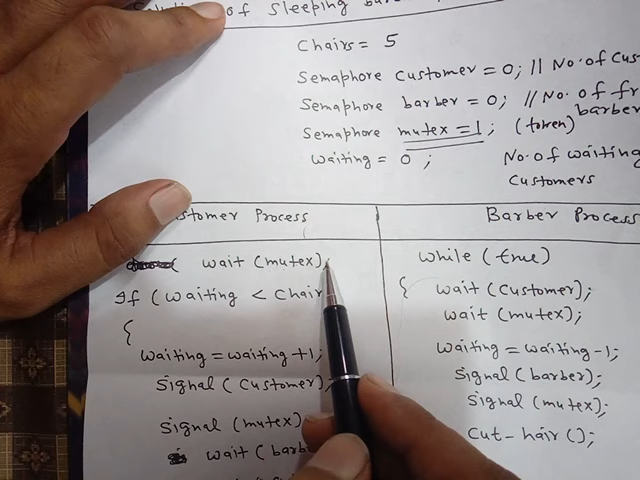 of Sleeping
Chairs = 5
Semaphore Customer = 0; // No. of Cus
Semaphore barber = 0; // No. of fr
barber
Semaphore mutex = 1; (token)
Waiting = 0; No. of waiting
Customers
stomer Process
Barber Process
wait (mutex)
If (Waiting < Chair
{
Waiting = waiting +1;
Signal (Customer);
Signal (mutex)
wait (barb
while (true)
{ wait (Customer);
wait (mutex);
Waiting = waiting -1;
Signal (barber);
Signal (mutex);
Cut-hair ();